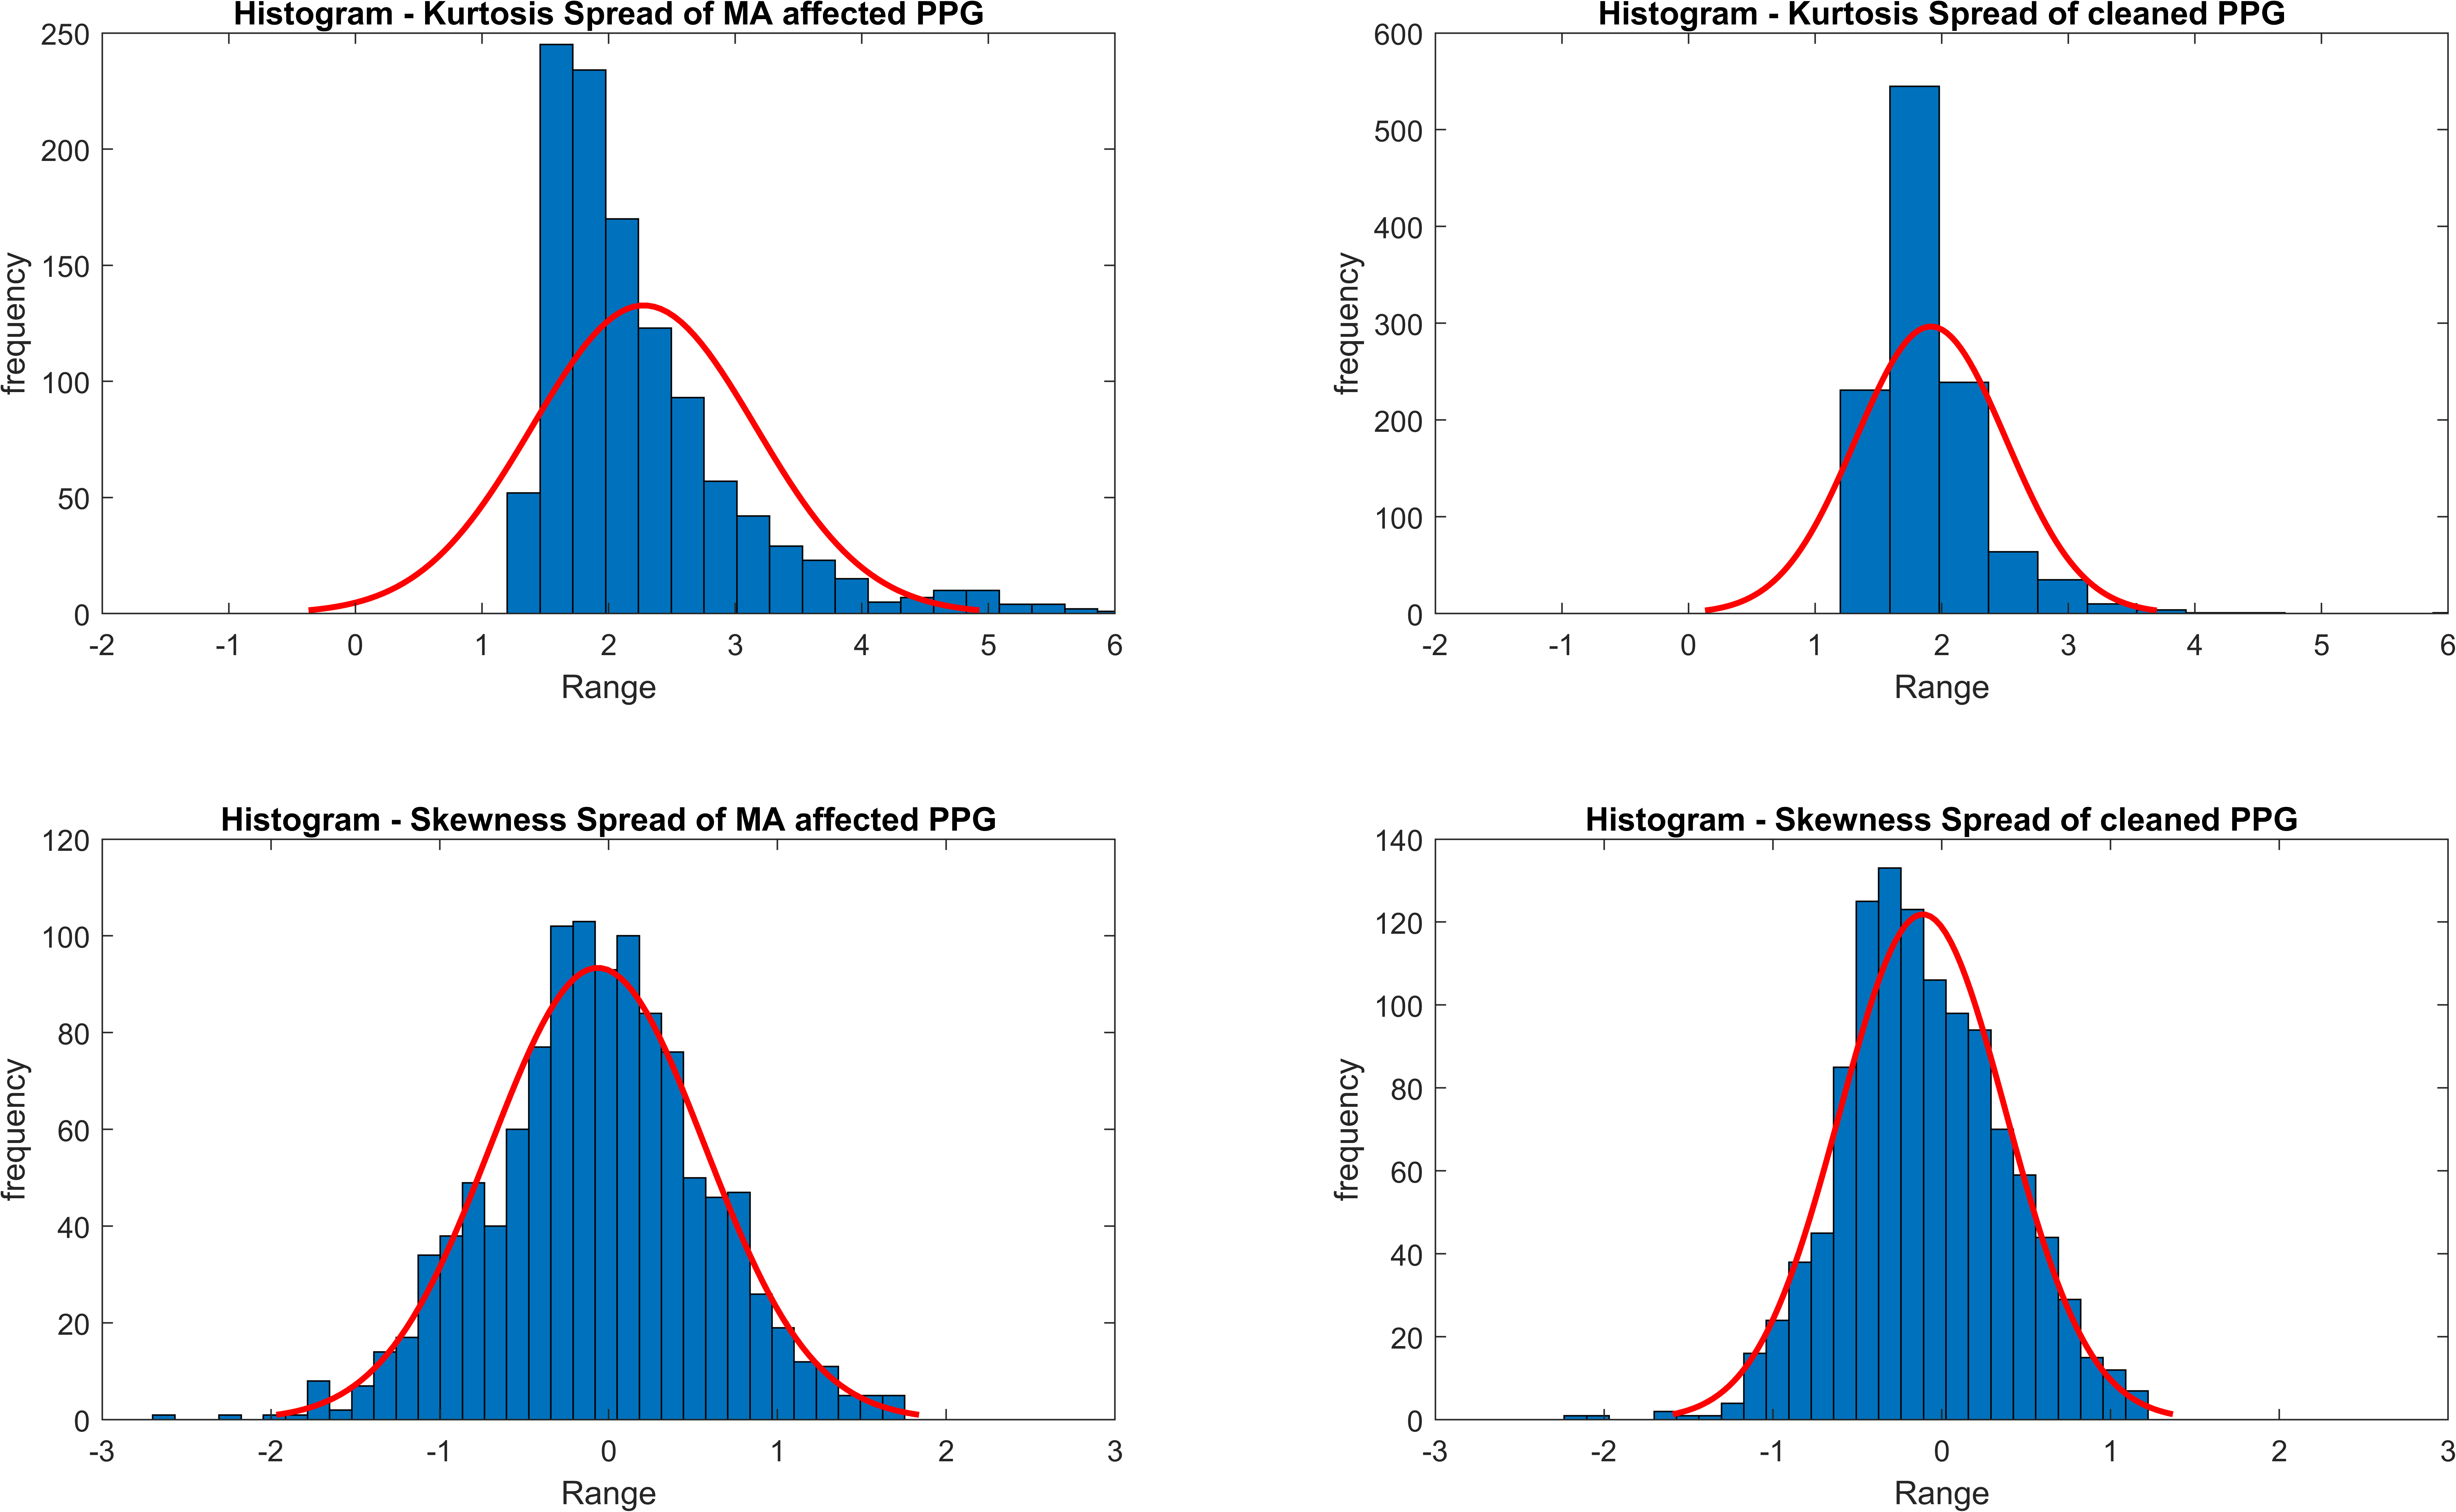 Histogram - Kurtosis Spread of MA affected PPG
250
200
150
100
50
0
frequency
-2 -1 0 1 2 3 4 5 6
Range
Histogram - Kurtosis Spread of cleaned PPG
600
500
400
300
200
100
0
frequency
-2 -1 0 1 2 3 4 5 6
Range
Histogram - Skewness Spread of MA affected PPG
120
100
80
60
40
20
0
frequency
-3 -2 -1 0 1 2 3
Range
Histogram - Skewness Spread of cleaned PPG
140
120
100
80
60
40
20
0
frequency
-3 -2 -1 0 1 2 3
Range